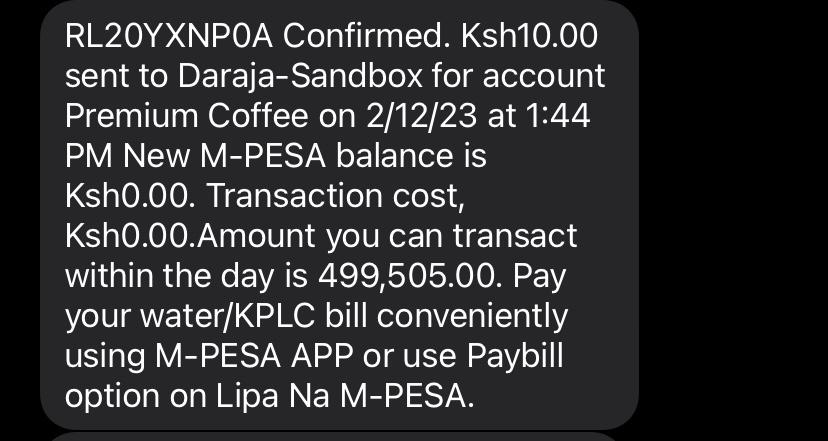 RL20YXNP0A Confirmed. Ksh10.00
sent to Daraja-Sandbox for account
Premium Coffee on 2/12/23 at 1:44
PM New M-PESA balance is
Ksh0.00. Transaction cost,
Ksh0.00.Amount you can transact
within the day is 499,505.00. Pay
your water/KPLC bill conveniently
using M-PESA APP or use Paybill
option on Lipa Na M-PESA.